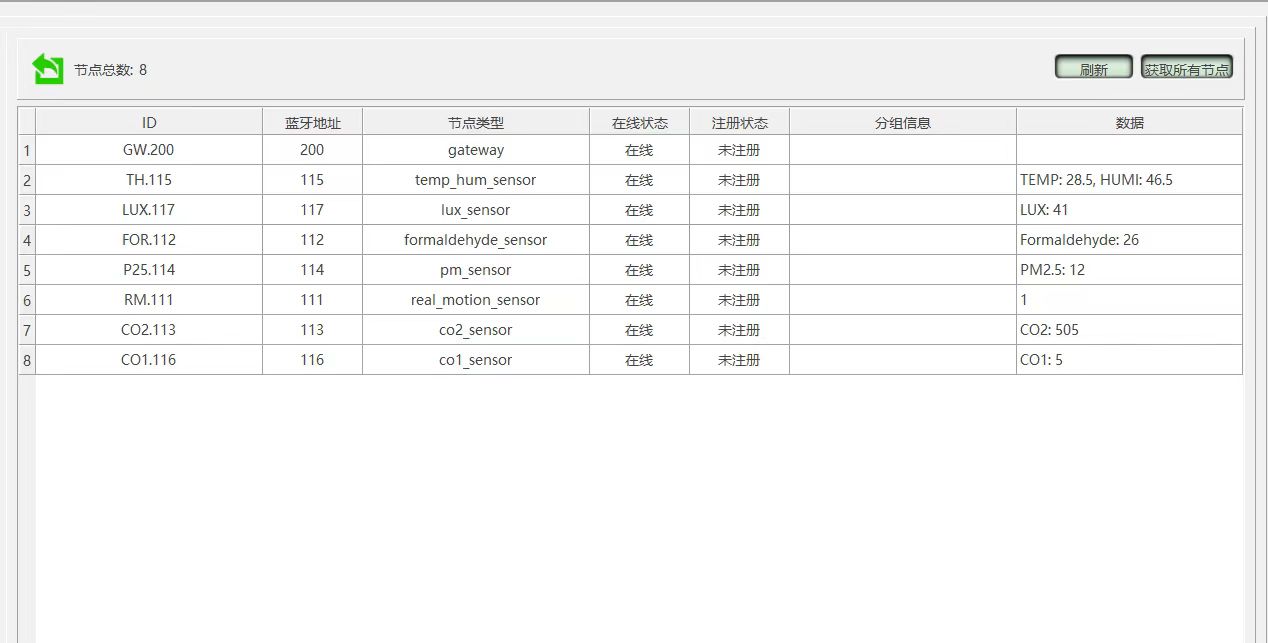 节点总数: 8
刷新
获取所有节点
ID 蓝牙地址 节点类型 在线状态 注册状态 分组信息 数据
1 GW.200 200 gateway 在线 未注册
2 TH.115 115 temp_hum_sensor 在线 未注册 TEMP: 28.5, HUMI: 46.5
3 LUX.117 117 lux_sensor 在线 未注册 LUX: 41
4 FOR.112 112 formaldehyde_sensor 在线 未注册 Formaldehyde: 26
5 P25.114 114 pm_sensor 在线 未注册 PM2.5: 12
6 RM.111 111 real_motion_sensor 在线 未注册 1
7 CO2.113 113 co2_sensor 在线 未注册 CO2: 505
8 CO1.116 116 co1_sensor 在线 未注册 CO1: 5